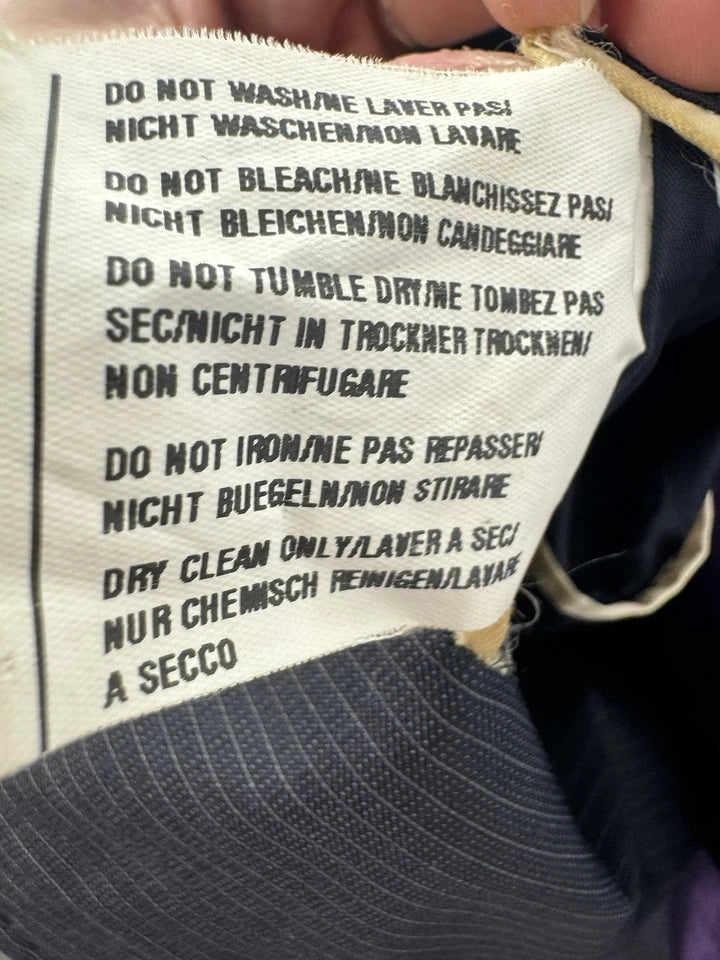 DO NOT WASH/NE LAVER PAS/
NICHT WASCHEN/NON LAVARE
DO NOT BLEACH/NE BLANCHISSEZ PAS/
NICHT BLEICHEN/NON CANDEGGIARE
DO NOT TUMBLE DRY/NE TOMBEZ PAS
SEC/NICHT IN TROCKNER TROCKNEN/
NON CENTRIFUGARE
DO NOT IRON/NE PAS REPASSER/
NICHT BUEGELN/NON STIRARE
DRY CLEAN ONLY/LAVER A SEC/
NUR CHEMISCH REINIGEN/LAVARE
A SECCO